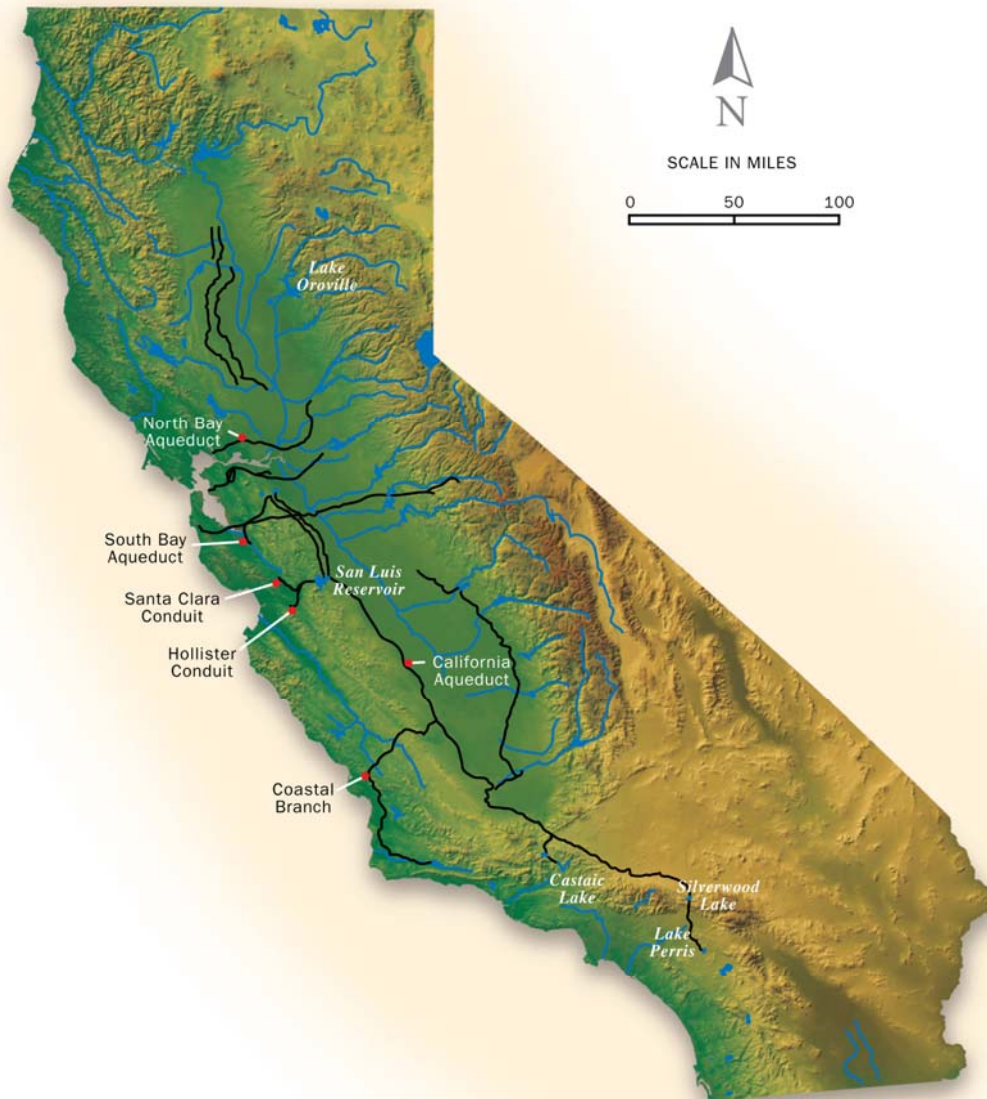 N
SCALE IN MILES
0 50 100
Lake
Oroville
North Bay
Aqueduct
South Bay
Aqueduct
San Luis
Reservoir
Santa Clara
Conduit
Hollister
Conduit
California
Aqueduct
Coastal
Branch
Castaic
Lake
Silverwood
Lake
Lake
Perris